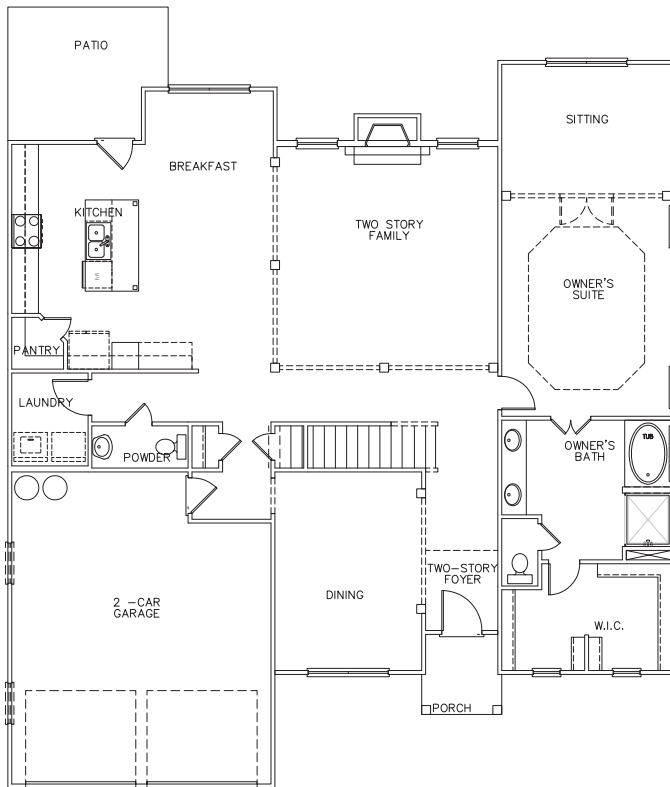 PATIO
SITTING
BREAKFAST
KITCHEN
TWO STORY
FAMILY
OWNER'S
SUITE
PANTRY
LAUNDRY
POWDER
OWNER'S
BATH
TUB
TWO-STORY
FOYER
DINING
2 -CAR
GARAGE
W.I.C.
PORCH